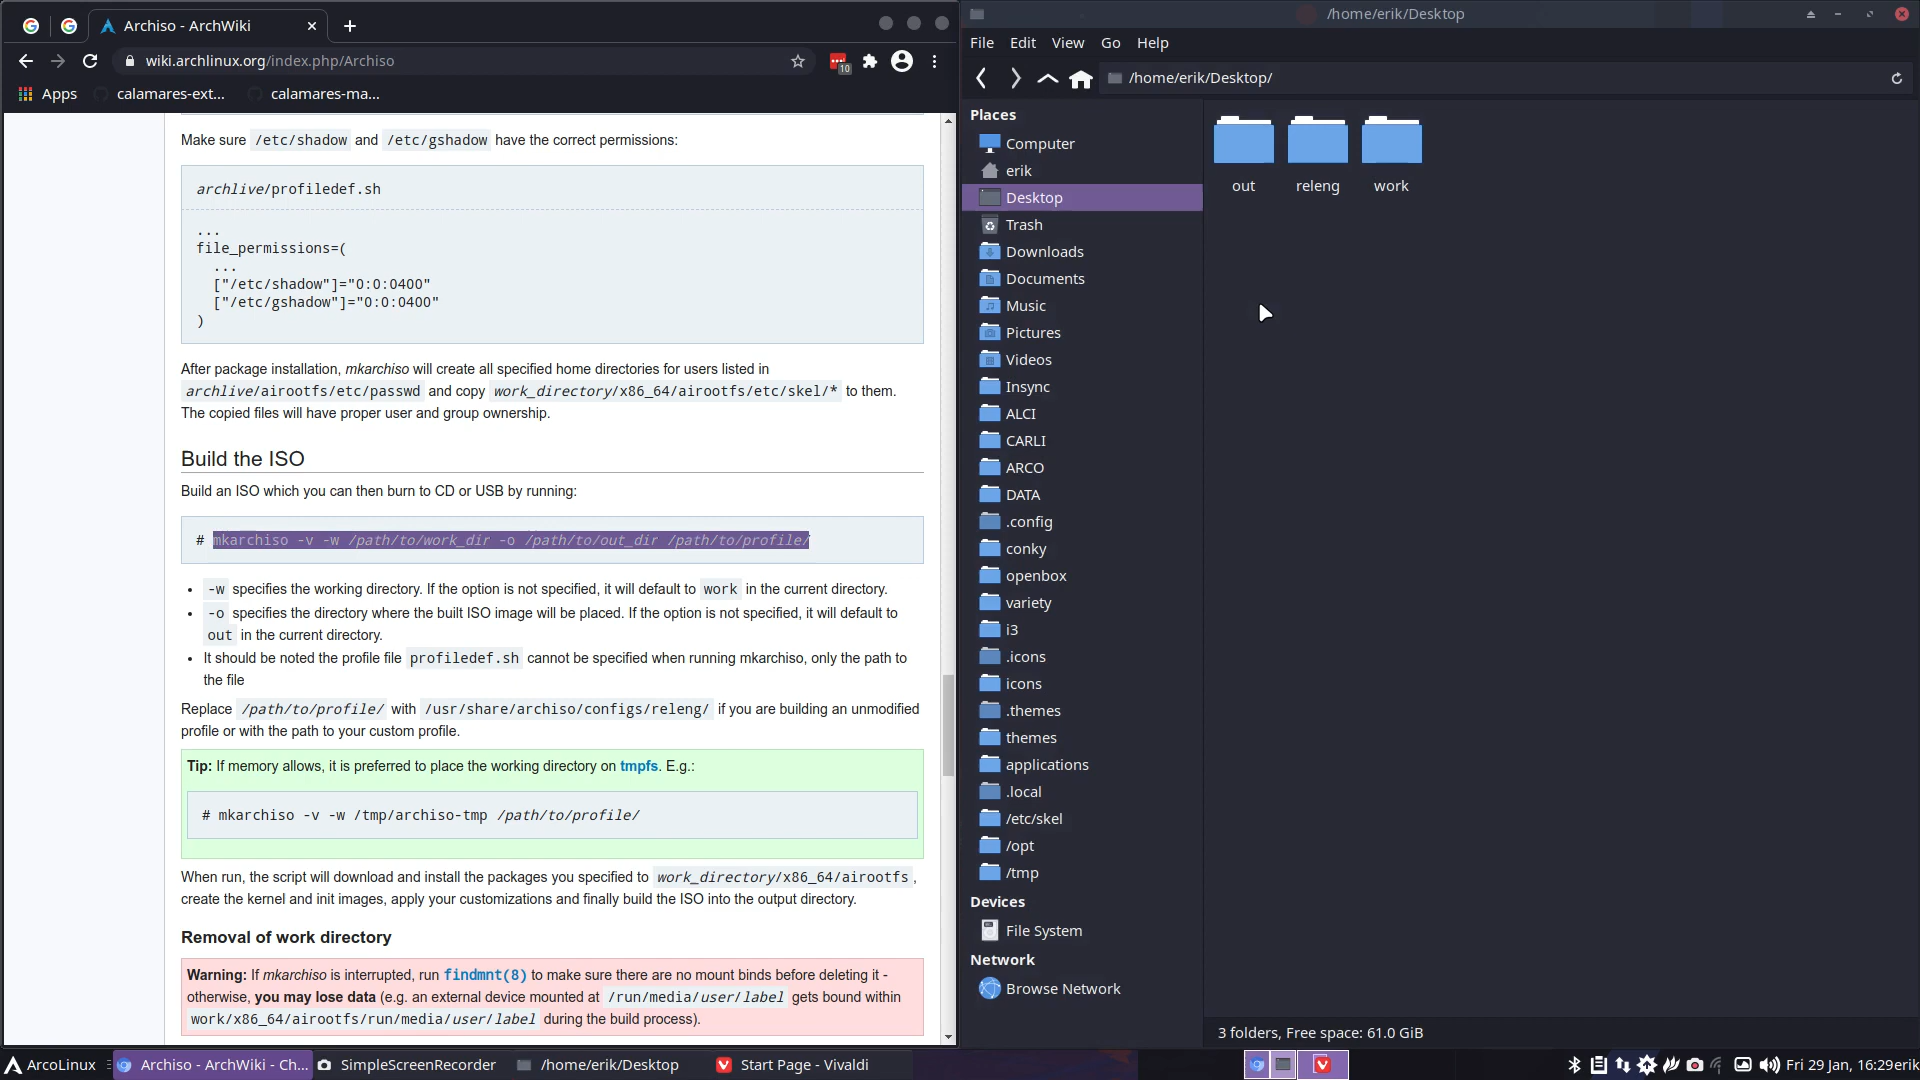 Archiso - ArchWiki
wiki.archlinux.org/index.php/Archiso
10
Apps
calamares-ext...
calamares-ma...
Make sure /etc/shadow and /etc/gshadow have the correct permissions:
archlive/profiledef.sh
...
file_permissions=(
...
["/etc/shadow"]="0:0:0400"
["/etc/gshadow"]="0:0:0400"
)
After package installation, mkarchiso will create all specified home directories for users listed in
archlive/airootfs/etc/passwd and copy work_directory/x86_64/airootfs/etc/skel/* to them.
The copied files will have proper user and group ownership.
Build the ISO
Build an ISO which you can then burn to CD or USB by running:
# mkarchiso -v -w /path/to/work_dir -o /path/to/out_dir /path/to/profile/
• -w specifies the working directory. If the option is not specified, it will default to work in the current directory.
• -o specifies the directory where the built ISO image will be placed. If the option is not specified, it will default to
out in the current directory.
• It should be noted the profile file profiledef.sh cannot be specified when running mkarchiso, only the path to
the file
Replace /path/to/profile/ with /usr/share/archiso/configs/releng/ if you are building an unmodified
profile or with the path to your custom profile.
Tip: If memory allows, it is preferred to place the working directory on tmpfs. E.g.:
# mkarchiso -v -w /tmp/archiso-tmp /path/to/profile/
When run, the script will download and install the packages you specified to work_directory/x86_64/airootfs,
create the kernel and init images, apply your customizations and finally build the ISO into the output directory.
Removal of work directory
Warning: If mkarchiso is interrupted, run findmnt(8) to make sure there are no mount binds before deleting it -
otherwise, you may lose data (e.g. an external device mounted at /run/media/user/label gets bound within
work/x86_64/airootfs/run/media/user/label during the build process).
/home/erik/Desktop
File Edit View Go Help
/home/erik/Desktop/
Places
Computer
erik
Desktop
Trash
Downloads
Documents
Music
Pictures
Videos
Insync
ALCI
CARLI
ARCO
DATA
.config
conky
openbox
variety
i3
.icons
icons
.themes
themes
applications
.local
/etc/skel
/opt
/tmp
Devices
File System
Network
Browse Network
out
releng
work
3 folders, Free space: 61.0 GiB
ArcoLinux
Archiso - ArchWiki - Ch...
SimpleScreenRecorder
/home/erik/Desktop
Start Page - Vivaldi
Fri 29 Jan, 16:29erik